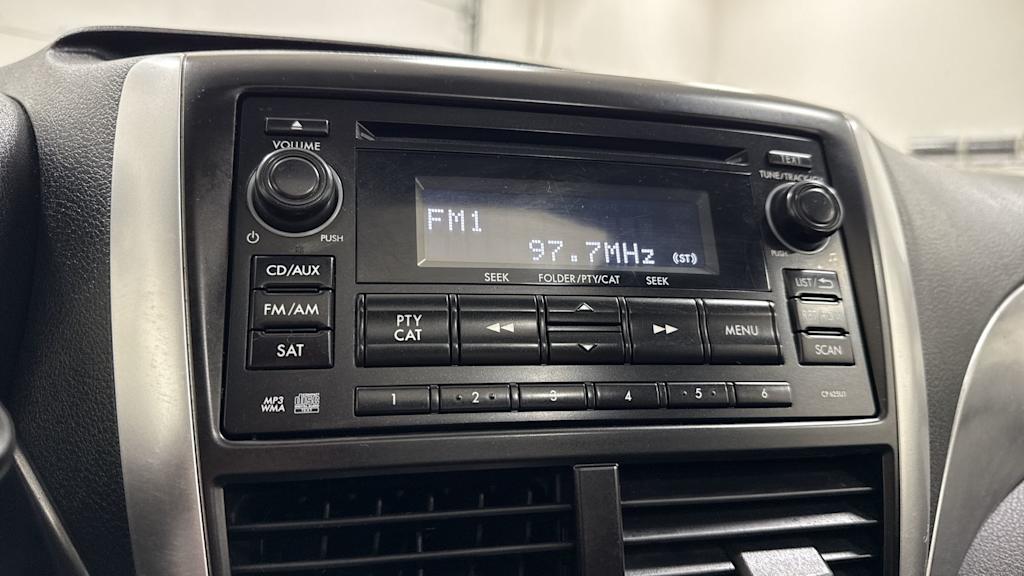 VOLUME
PUSH
TEXT
TUNE/TRACK/CH
PUSH
FM1
97.7MHz (ST)
SEEK FOLDER/PTY/CAT SEEK
CD/AUX
FM/AM
SAT
PTY
CAT
MENU
LIST/
SCAN
1 2 3 4 5 6
MP3
WMA